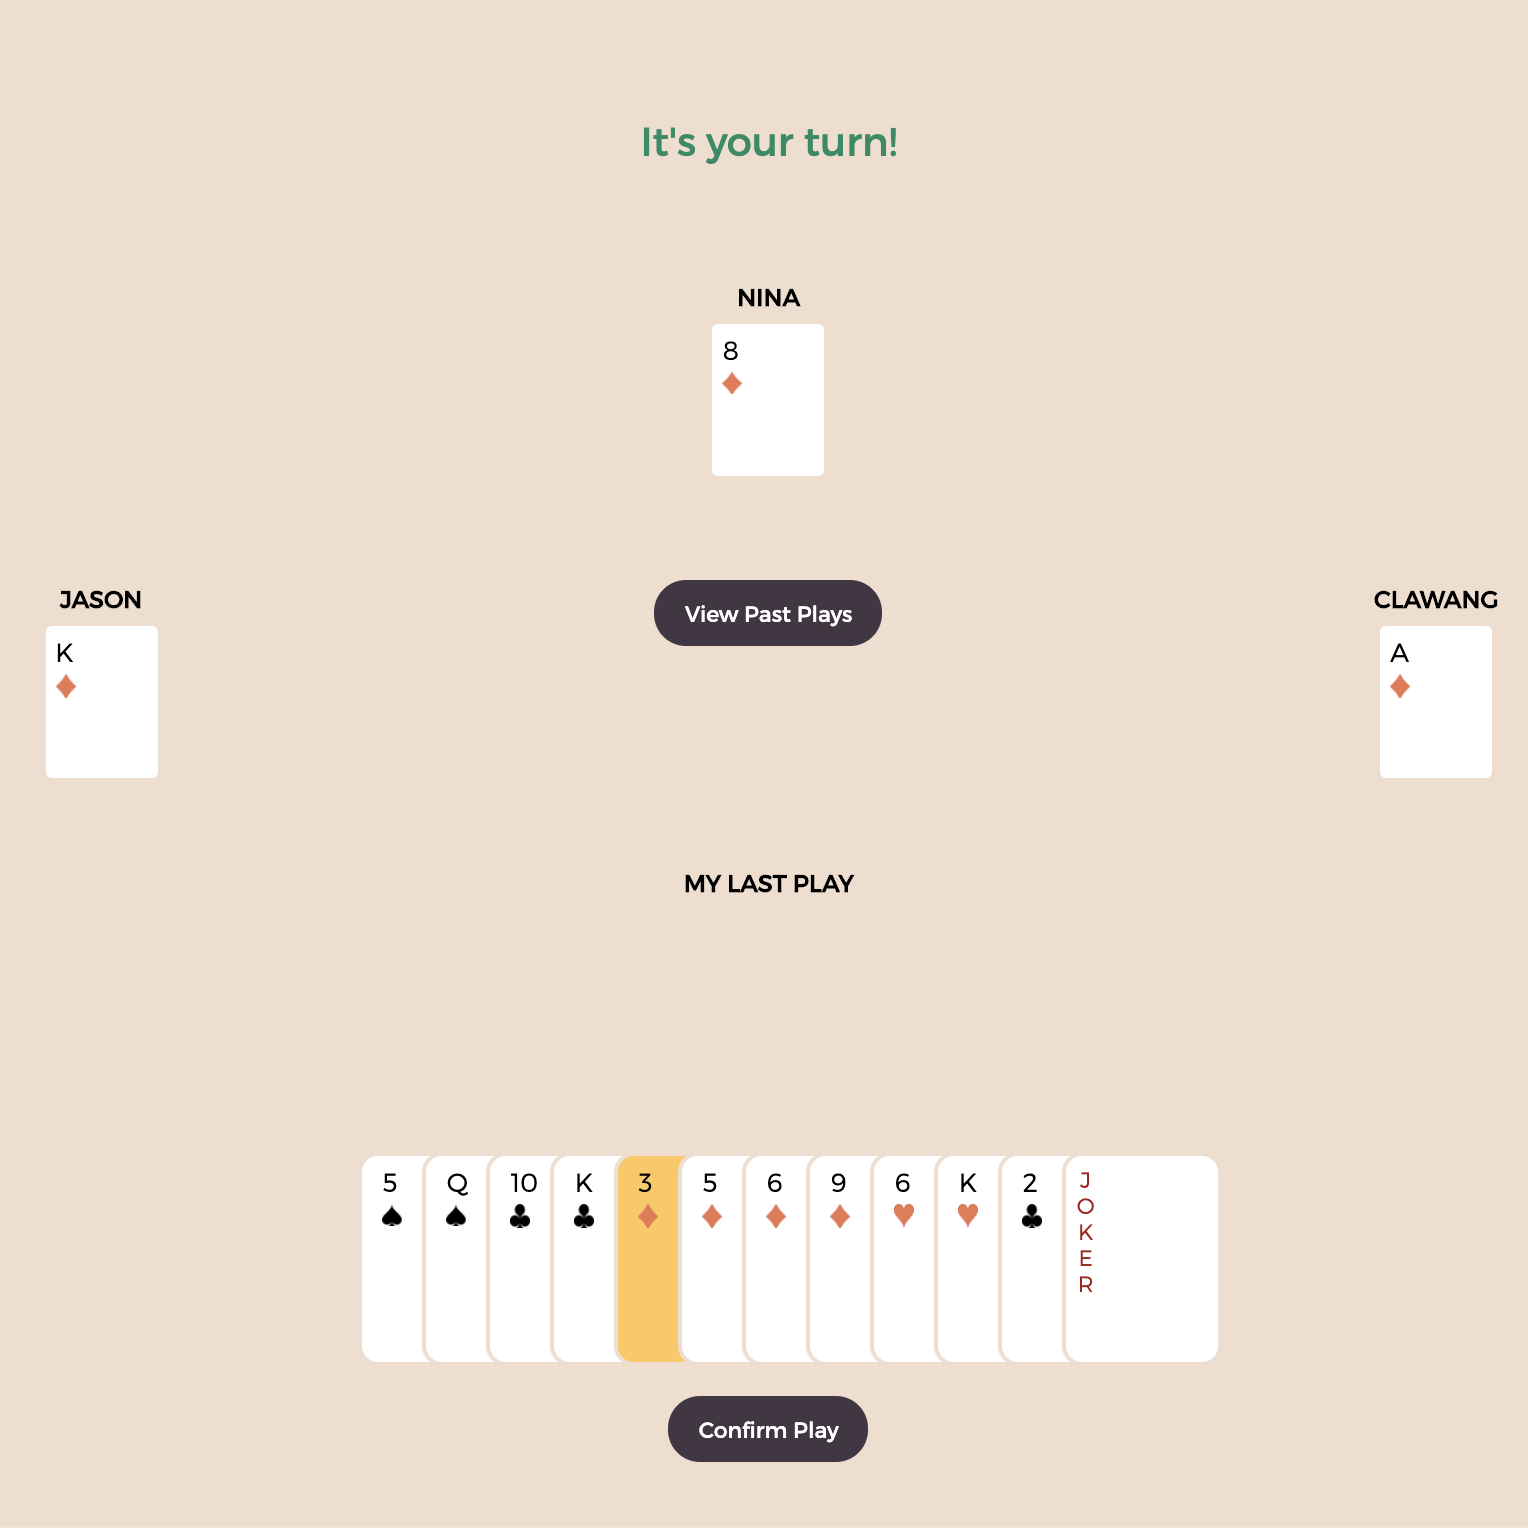 It's your turn!
NINA
8
JASON
K
View Past Plays
CLAWANG
A
MY LAST PLAY
5 Q 10 K 3 5 6 9 6 K 2 JOKER
Confirm Play